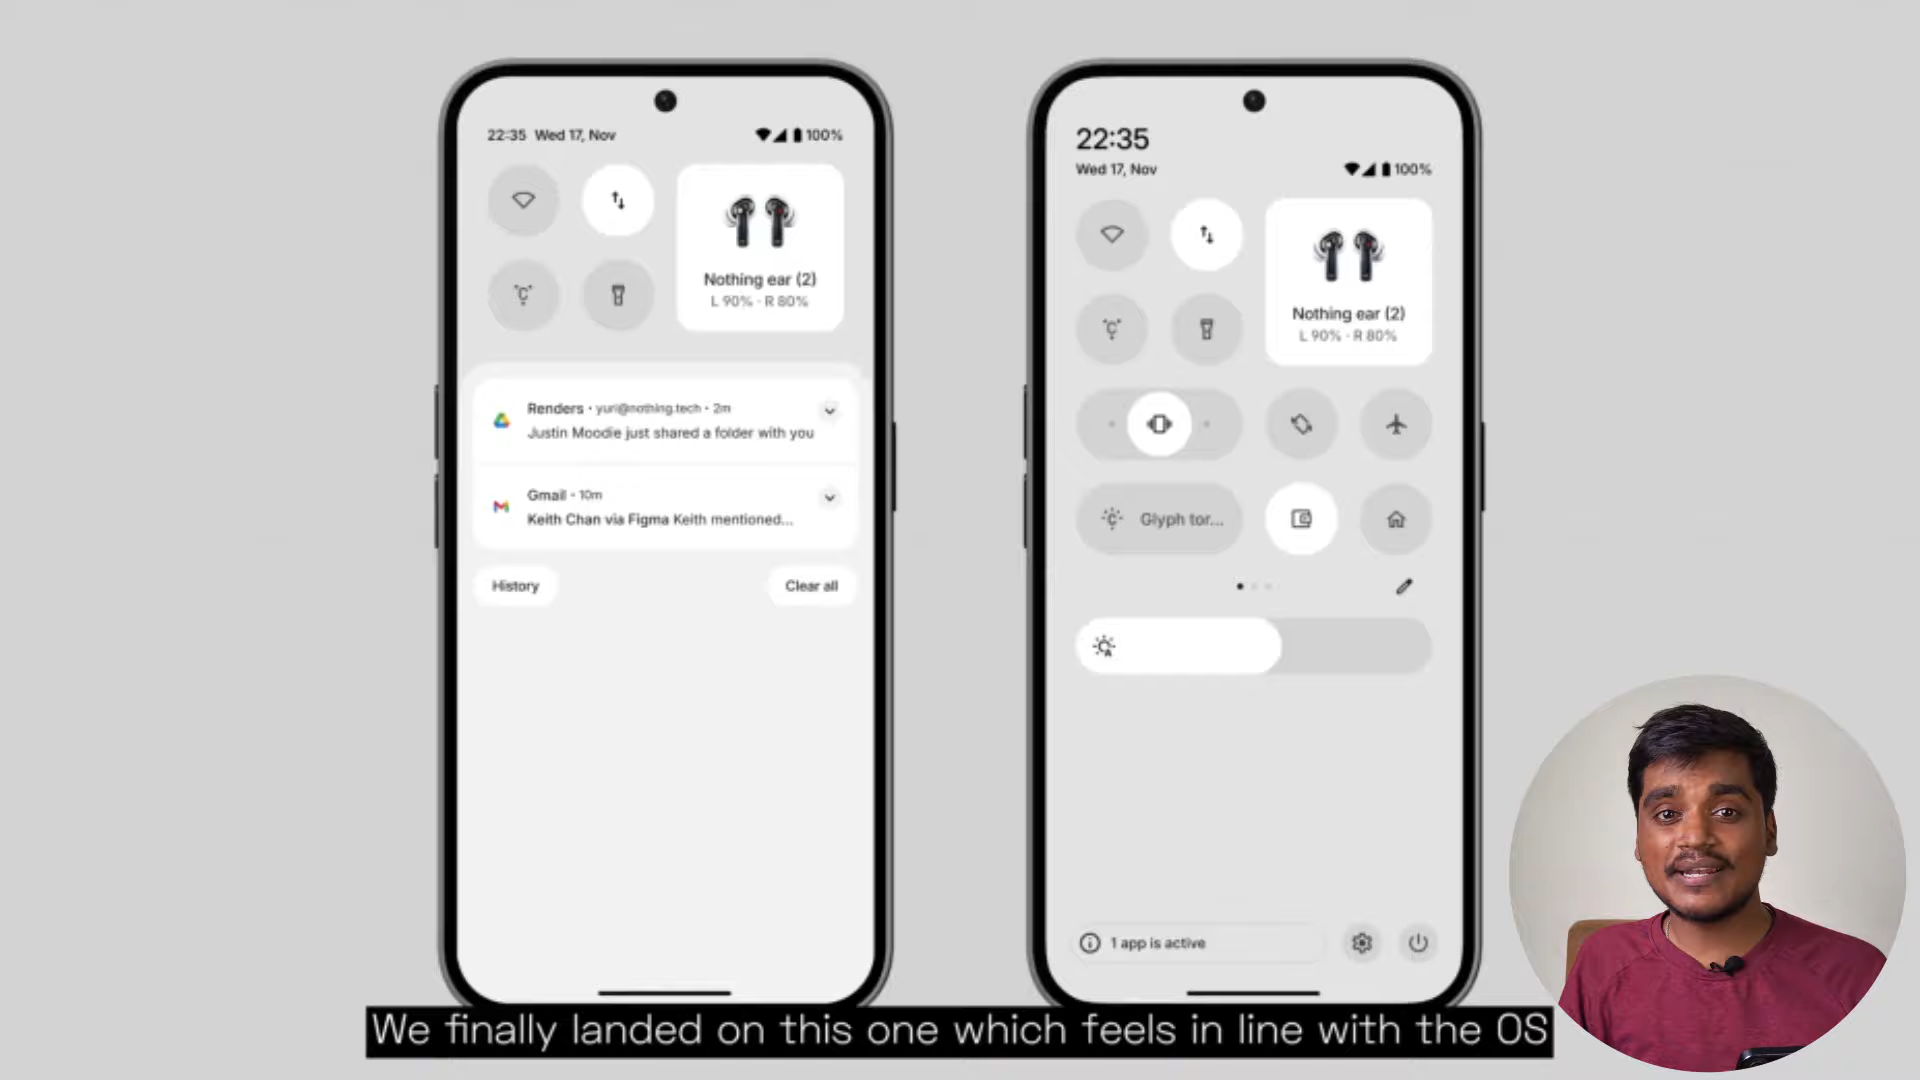 22:35 Wed 17, Nov
100%
Nothing ear (2)
L 90% · R 80%
Renders • yuri@nothing.tech • 2m
Justin Moodie just shared a folder with you
Gmail • 10m
Keith Chan via Figma Keith mentioned...
History
Clear all
22:35
Wed 17, Nov
100%
Nothing ear (2)
L 90% · R 80%
Glyph tor...
1 app is active
We finally landed on this one which feels in line with the OS